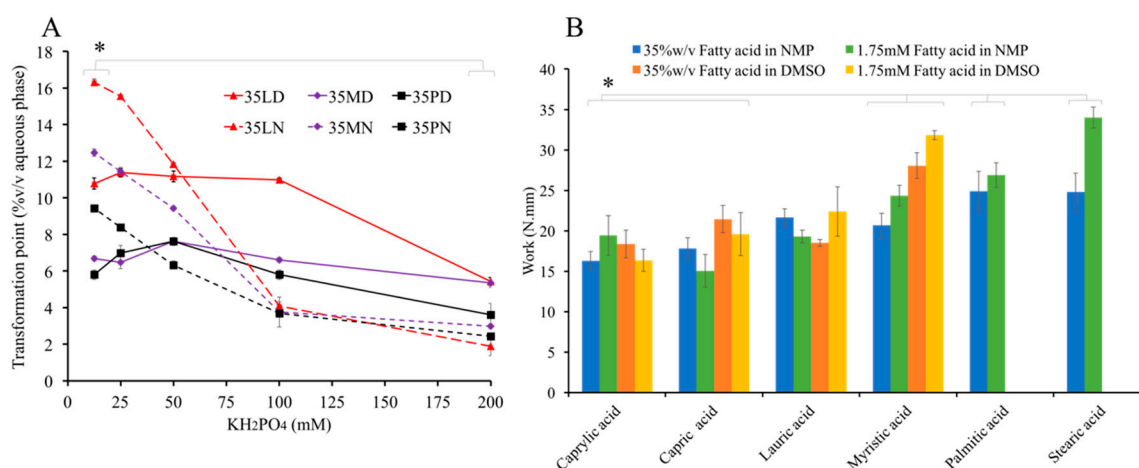 A
Transformation point (%v/v aqueous phase)
18
16
14
12
10
8
6
4
2
0
*
35LD 35MD 35PD
35LN 35MN 35PN
0 25 50 75 100 125 150 175 200
KH2PO4 (mM)
B
35%w/v Fatty acid in NMP 1.75mM Fatty acid in NMP
35%w/v Fatty acid in DMSO 1.75mM Fatty acid in DMSO
Work (N.mm)
40
35
30
25
20
15
10
5
0
*
Caprylic acid
Capric acid
Lauric acid
Myristic acid
Palmitic acid
Stearic acid